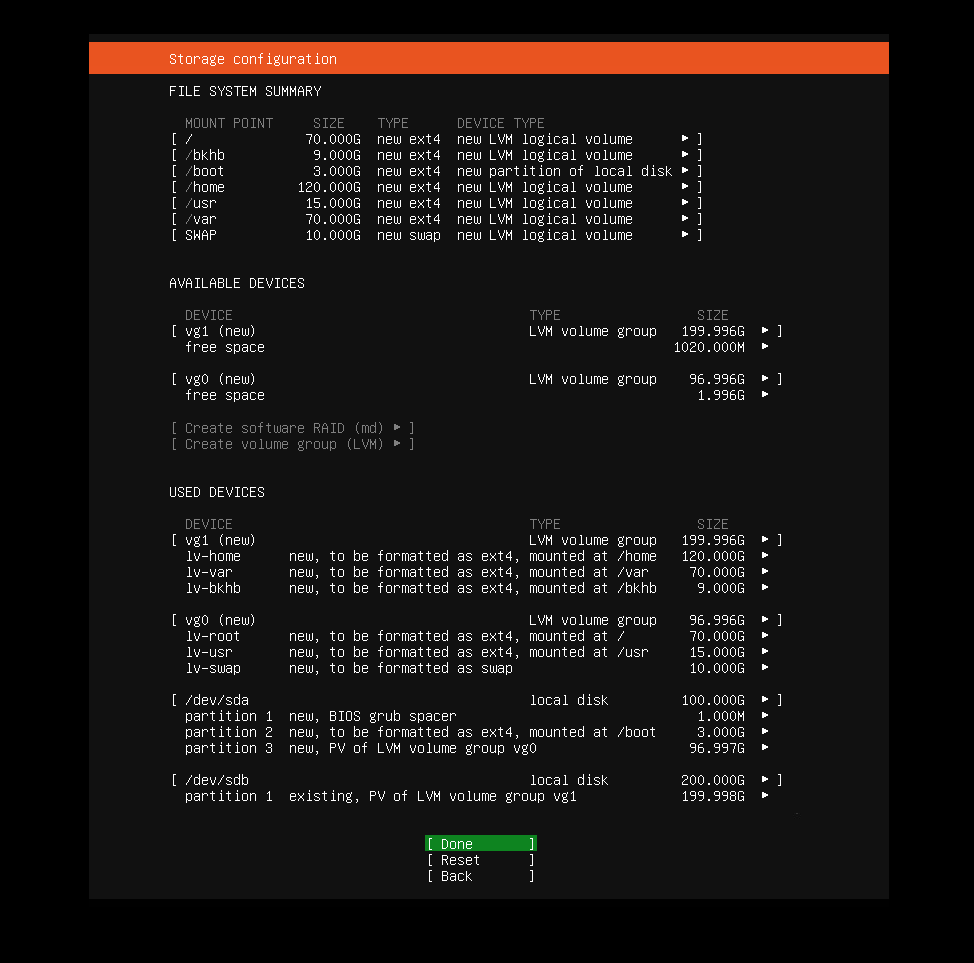 Storage configuration
FILE SYSTEM SUMMARY
MOUNT POINT SIZE TYPE DEVICE TYPE
[ / 70.000G new ext4 new LVM logical volume ▸ ]
[ /bkhb 9.000G new ext4 new LVM logical volume ▸ ]
[ /boot 3.000G new ext4 new partition of local disk ▸ ]
[ /home 120.000G new ext4 new LVM logical volume ▸ ]
[ /usr 15.000G new ext4 new LVM logical volume ▸ ]
[ /var 70.000G new ext4 new LVM logical volume ▸ ]
[ SWAP 10.000G new swap new LVM logical volume ▸ ]
AVAILABLE DEVICES
DEVICE TYPE SIZE
[ vg1 (new) LVM volume group 199.996G ▸ ]
free space 1020.000M ▸
[ vg0 (new) LVM volume group 96.996G ▸ ]
free space 1.996G ▸
[ Create software RAID (md) ▸ ]
[ Create volume group (LVM) ▸ ]
USED DEVICES
DEVICE TYPE SIZE
[ vg1 (new) LVM volume group 199.996G ▸ ]
lv-home new, to be formatted as ext4, mounted at /home 120.000G ▸
lv-var new, to be formatted as ext4, mounted at /var 70.000G ▸
lv-bkhb new, to be formatted as ext4, mounted at /bkhb 9.000G ▸
[ vg0 (new) LVM volume group 96.996G ▸ ]
lv-root new, to be formatted as ext4, mounted at / 70.000G ▸
lv-usr new, to be formatted as ext4, mounted at /usr 15.000G ▸
lv-swap new, to be formatted as swap 10.000G ▸
[ /dev/sda local disk 100.000G ▸ ]
partition 1 new, BIOS grub spacer 1.000M ▸
partition 2 new, to be formatted as ext4, mounted at /boot 3.000G ▸
partition 3 new, PV of LVM volume group vg0 96.997G ▸
[ /dev/sdb local disk 200.000G ▸ ]
partition 1 existing, PV of LVM volume group vg1 199.998G ▸
[ Done ]
[ Reset ]
[ Back ]